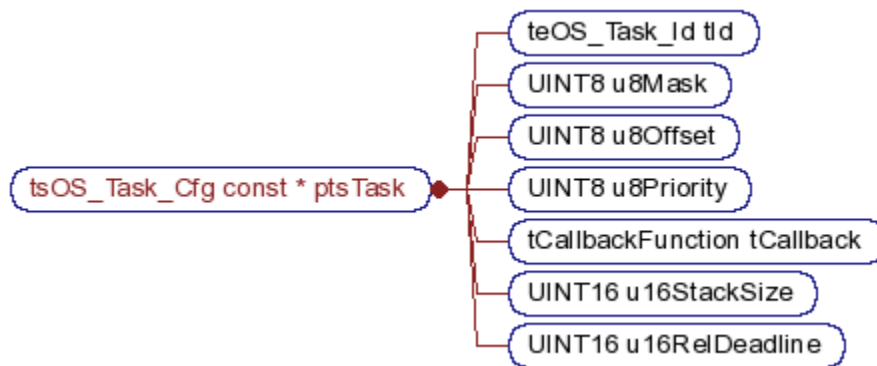 teOS_Task_Id tId
UINT8 u8Mask
UINT8 u8Offset
UINT8 u8Priority
tsOS_Task_Cfg const * ptsTask
tCallbackFunction tCallback
UINT16 u16StackSize
UINT16 u16RelDeadline